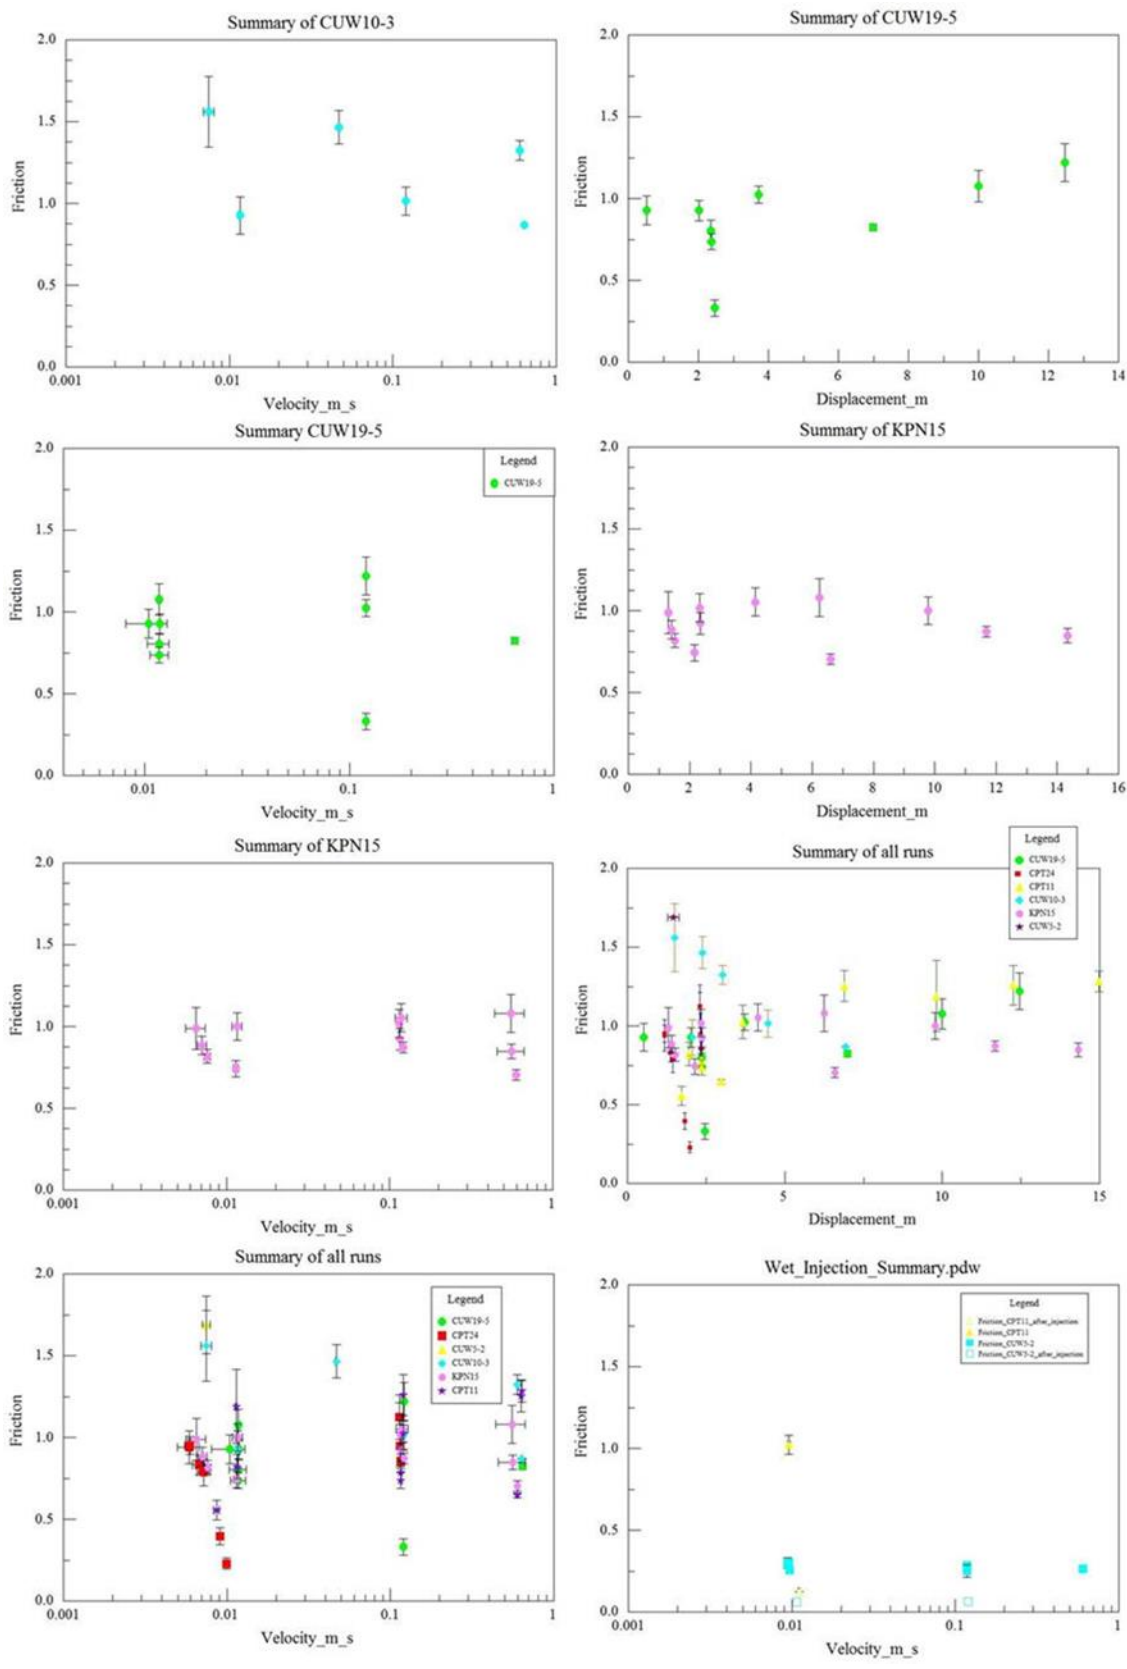 Summary of CUW10-3
2.0
1.5
1.0
0.5
0.0
Friction
0.001
0.01
0.1
1
Velocity_m_s
Summary of CUW19-5
2.0
1.5
1.0
0.5
0.0
Friction
0
2
4
6
8
10
12
14
Displacement_m
Summary CUW19-5
Legend
CUW19-5
2.0
1.5
1.0
0.5
0.0
Friction
0.01
0.1
1
Velocity_m_s
Summary of KPN15
2.0
1.5
1.0
0.5
0.0
Friction
0
2
4
6
8
10
12
14
16
Displacement_m
Summary of KPN15
2.0
1.5
1.0
0.5
0.0
Friction
0.001
0.01
0.1
1
Velocity_m_s
Summary of all runs
Legend
CUW19-5
CPT24
CPT11
CUW10-3
KPN15
CUW5-2
2.0
1.5
1.0
0.5
0.0
Friction
0
5
10
15
Displacement_m
Summary of all runs
Legend
CUW19-5
CPT24
CUW5-2
CUW10-3
KPN15
CPT11
2.0
1.5
1.0
0.5
0.0
Friction
0.001
0.01
0.1
1
Velocity_m_s
Wet_Injection_Summary.pdw
Legend
Friction_CPT11_after_injection
Friction_CPT11
Friction_CUW5-2
Friction_CUW5-2_after_injection
2.0
1.5
1.0
0.5
0.0
Friction
0.001
0.01
0.1
1
Velocity_m_s